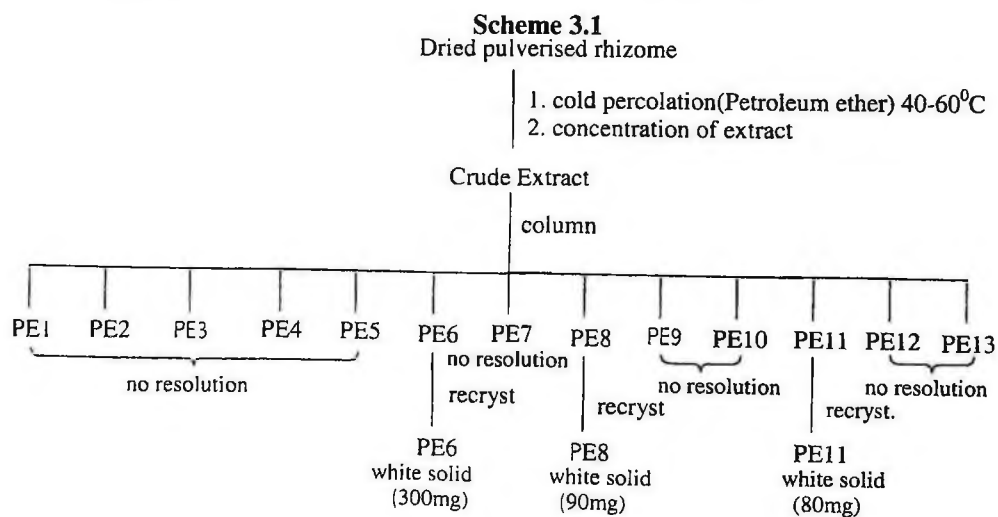 Scheme 3.1
Dried pulverised rhizome
1. cold percolation(Petroleum ether) 40-60⁰C
2. concentration of extract
Crude Extract
column
PE1 PE2 PE3 PE4 PE5 PE6 PE7 PE8 PE9 PE10 PE11 PE12 PE13
no resolution no resolution no resolution no resolution
recryst recryst recryst.
PE6 PE8 PE11
white solid white solid white solid
(300mg) (90mg) (80mg)